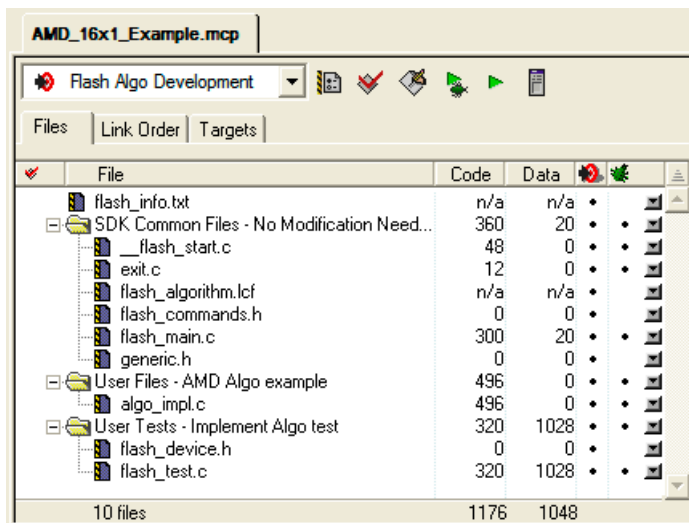 AMD_16x1_Example.mcp
Flash Algo Development
Files Link Order Targets
File Code Data
flash_info.txt n/a n/a
SDK Common Files - No Modification Need... 360 20
__flash_start.c 48 0
exit.c 12 0
flash_algorithm.lcf n/a n/a
flash_commands.h 0 0
flash_main.c 300 20
generic.h 0 0
User Files - AMD Algo example 496 0
algo_impl.c 496 0
User Tests - Implement Algo test 320 1028
flash_device.h 0 0
flash_test.c 320 1028
10 files 1176 1048